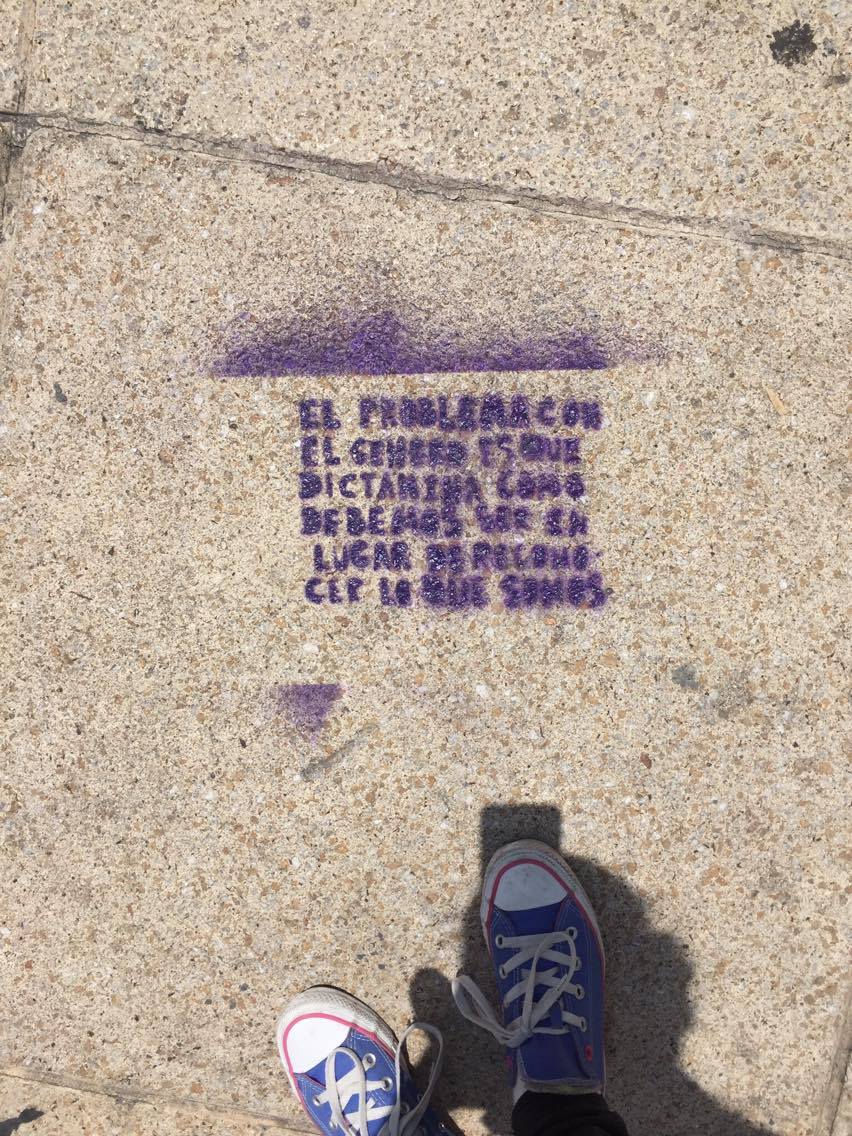 EL PROBLEMA CON
EL GENERO ES QUE
DICTAMINA COMO
DEBEMOS SER EN
LUGAR DE RECONO-
CER LO QUE SOMOS